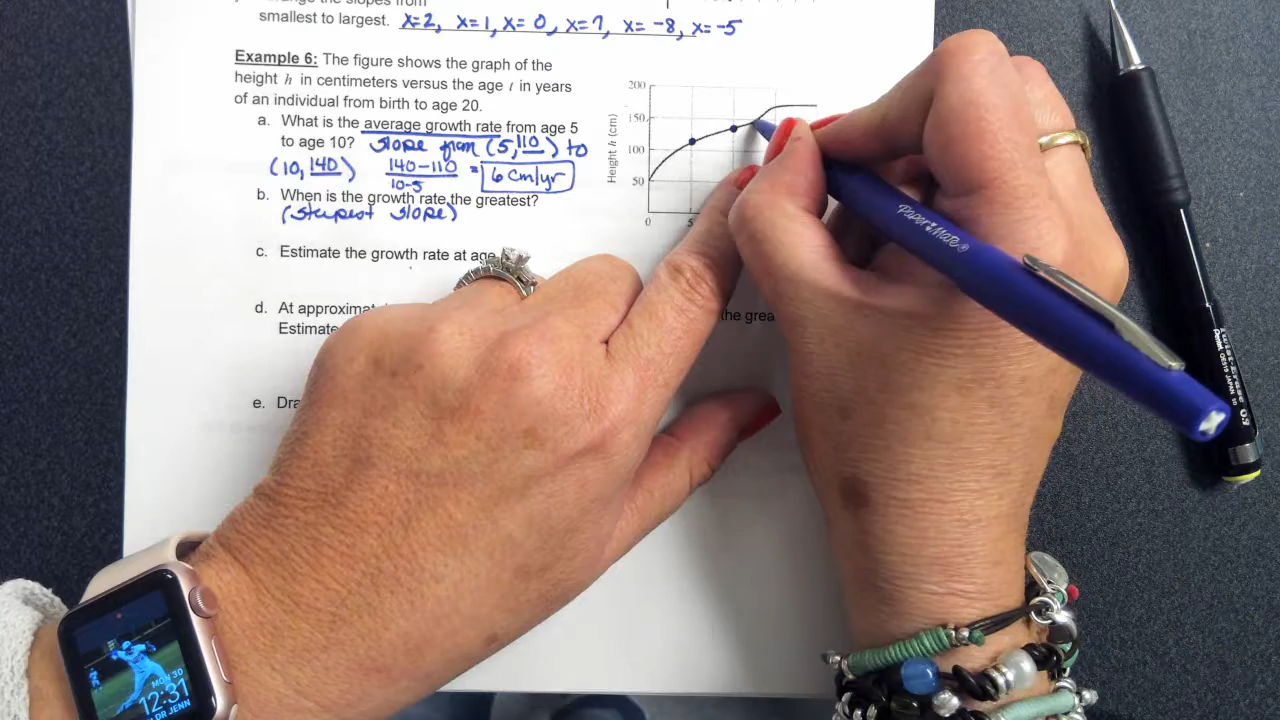 smallest to largest. x=2, x=1, x=0, x=7, x=-8, x=-5
Example 6: The figure shows the graph of the
height h in centimeters versus the age t in years
of an individual from birth to age 20.
a. What is the average growth rate from age 5
to age 10? slope from (5,110) to
(10,140) 140-110 = 6 cm/yr
10-5
b. When is the growth rate the greatest?
(steepest slope)
c. Estimate the growth rate at age
d. At
the
Estimate
e.
200
150
100
50
0
5
Height h (cm)
Paper Mate
Pentel
MON 30
12:31
DR JENN